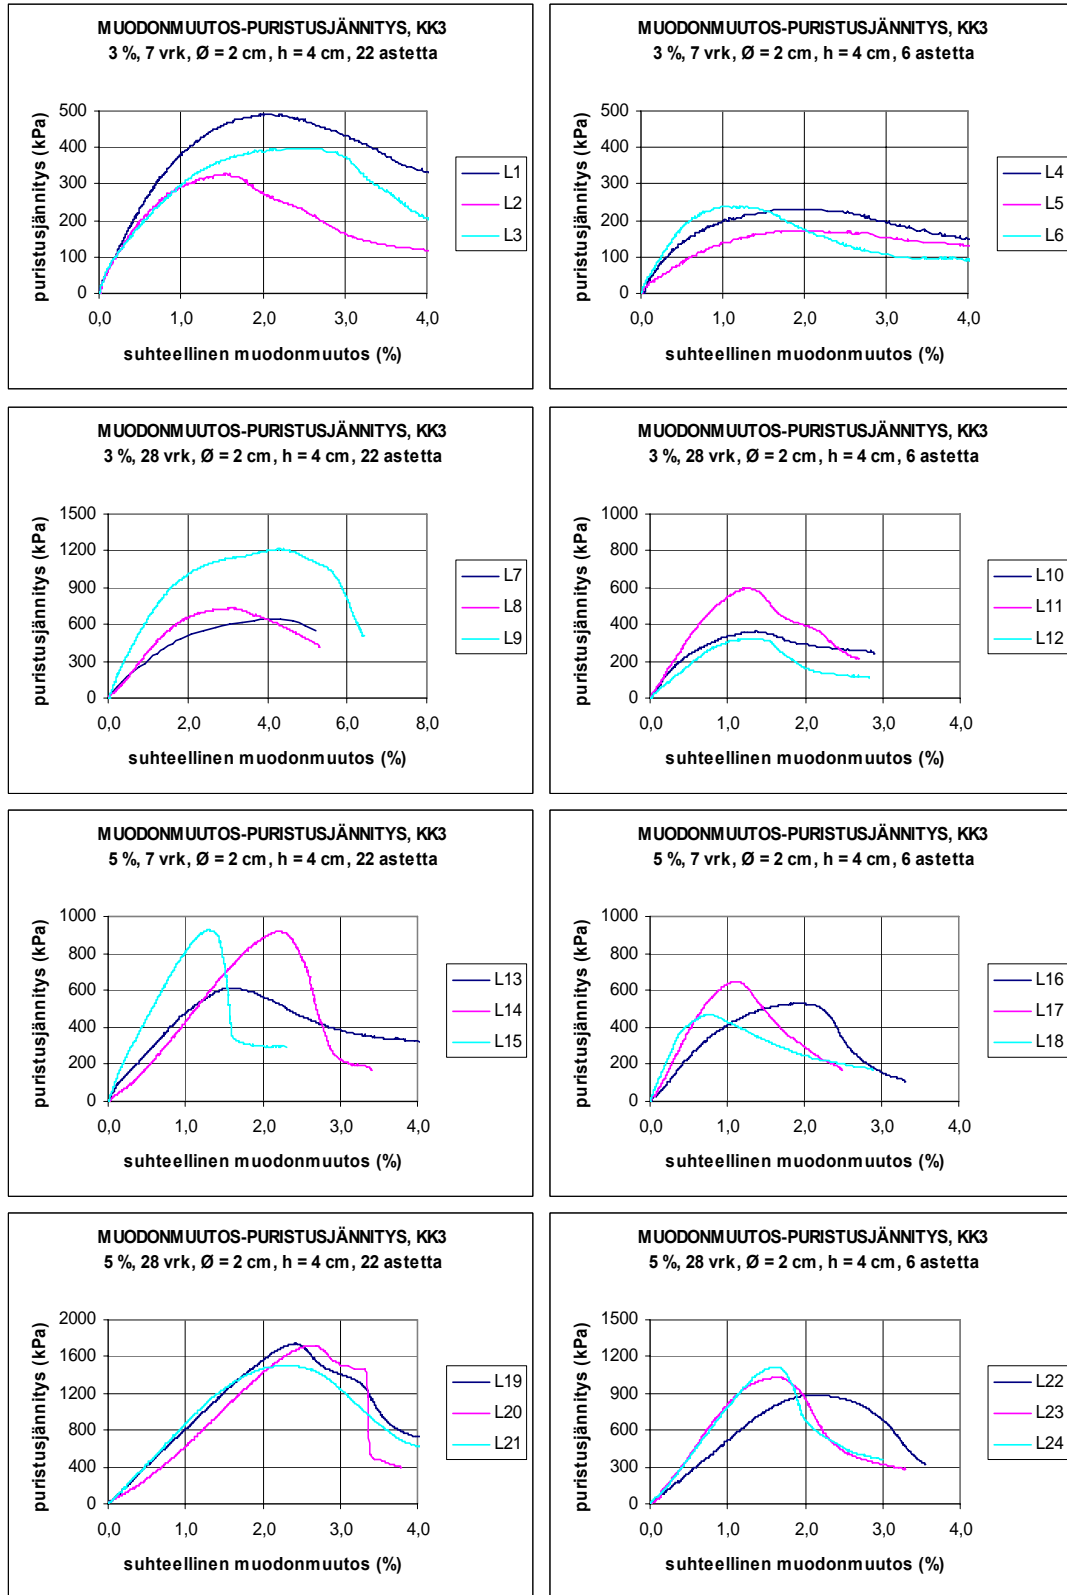 MUODONMUUTOS-PURISTUSJÄNNITYS, KK3
3 %, 7 vrk, Ø = 2 cm, h = 4 cm, 22 astetta
puristusjännitys (kPa)
500
400
300
200
100
0
0,0 1,0 2,0 3,0 4,0
suhteellinen muodonmuutos (%)
L1
L2
L3
MUODONMUUTOS-PURISTUSJÄNNITYS, KK3
3 %, 7 vrk, Ø = 2 cm, h = 4 cm, 6 astetta
puristusjännitys (kPa)
500
400
300
200
100
0
0,0 1,0 2,0 3,0 4,0
suhteellinen muodonmuutos (%)
L4
L5
L6
MUODONMUUTOS-PURISTUSJÄNNITYS, KK3
3 %, 28 vrk, Ø = 2 cm, h = 4 cm, 22 astetta
puristusjännitys (kPa)
1500
1200
900
600
300
0
0,0 2,0 4,0 6,0 8,0
suhteellinen muodonmuutos (%)
L7
L8
L9
MUODONMUUTOS-PURISTUSJÄNNITYS, KK3
3 %, 28 vrk, Ø = 2 cm, h = 4 cm, 6 astetta
puristusjännitys (kPa)
1000
800
600
400
200
0
0,0 1,0 2,0 3,0 4,0
suhteellinen muodonmuutos (%)
L10
L11
L12
MUODONMUUTOS-PURISTUSJÄNNITYS, KK3
5 %, 7 vrk, Ø = 2 cm, h = 4 cm, 22 astetta
puristusjännitys (kPa)
1000
800
600
400
200
0
0,0 1,0 2,0 3,0 4,0
suhteellinen muodonmuutos (%)
L13
L14
L15
MUODONMUUTOS-PURISTUSJÄNNITYS, KK3
5 %, 7 vrk, Ø = 2 cm, h = 4 cm, 6 astetta
puristusjännitys (kPa)
1000
800
600
400
200
0
0,0 1,0 2,0 3,0 4,0
suhteellinen muodonmuutos (%)
L16
L17
L18
MUODONMUUTOS-PURISTUSJÄNNITYS, KK3
5 %, 28 vrk, Ø = 2 cm, h = 4 cm, 22 astetta
puristusjännitys (kPa)
2000
1600
1200
800
400
0
0,0 1,0 2,0 3,0 4,0
suhteellinen muodonmuutos (%)
L19
L20
L21
MUODONMUUTOS-PURISTUSJÄNNITYS, KK3
5 %, 28 vrk, Ø = 2 cm, h = 4 cm, 6 astetta
puristusjännitys (kPa)
1500
1200
900
600
300
0
0,0 1,0 2,0 3,0 4,0
suhteellinen muodonmuutos (%)
L22
L23
L24